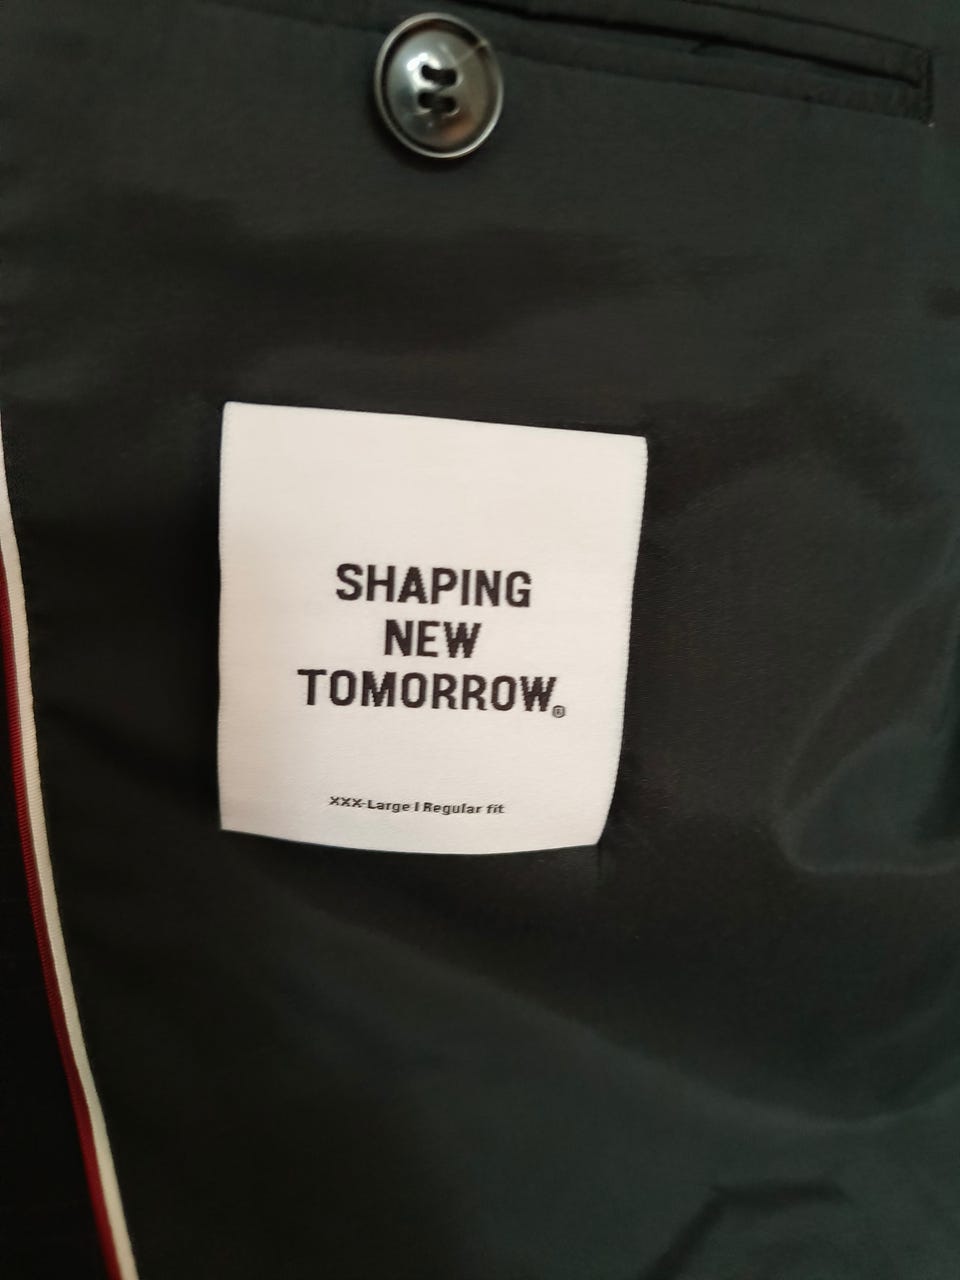 SHAPING
NEW
TOMORROW®
XXX-Large | Regular fit